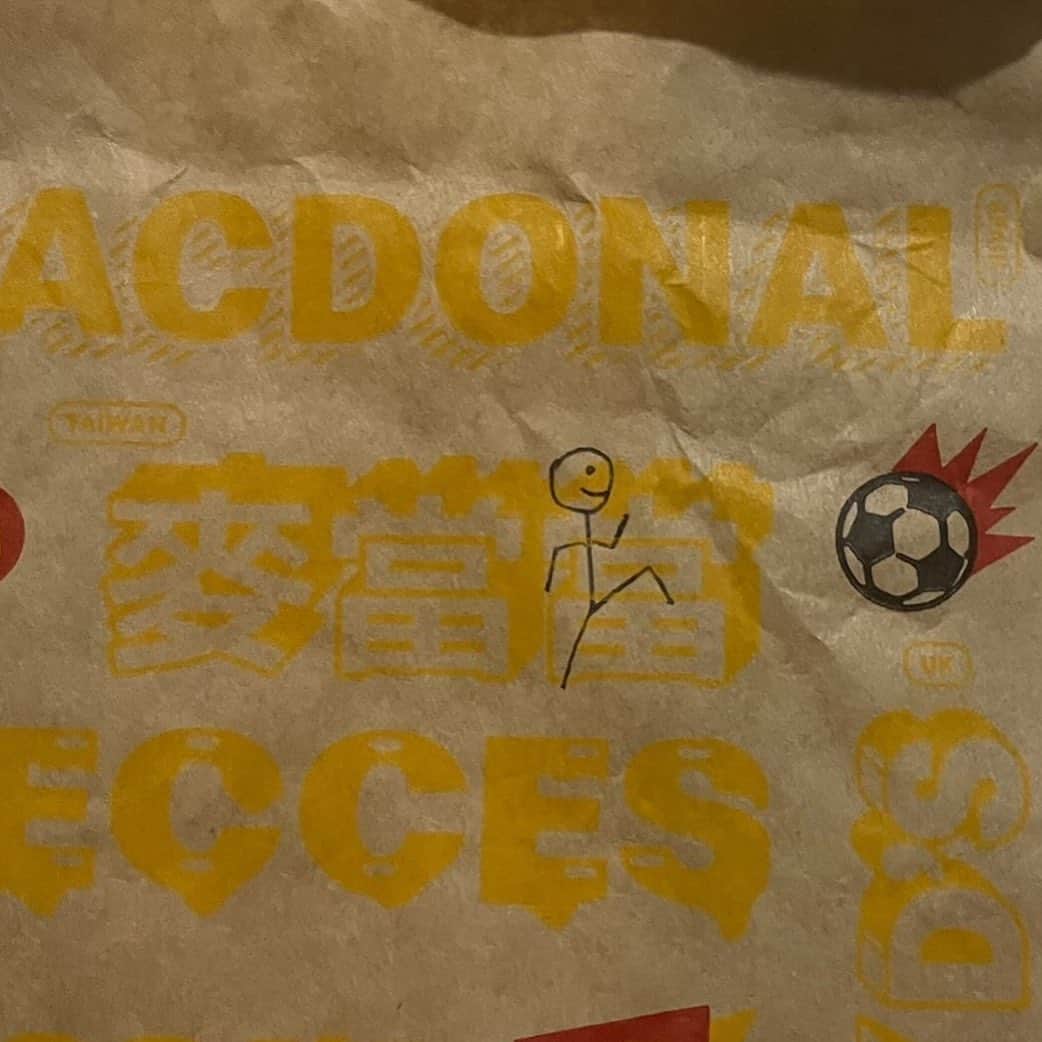 ACDONAL
TAIWAN
麥當當
UK
ECCES
D'S